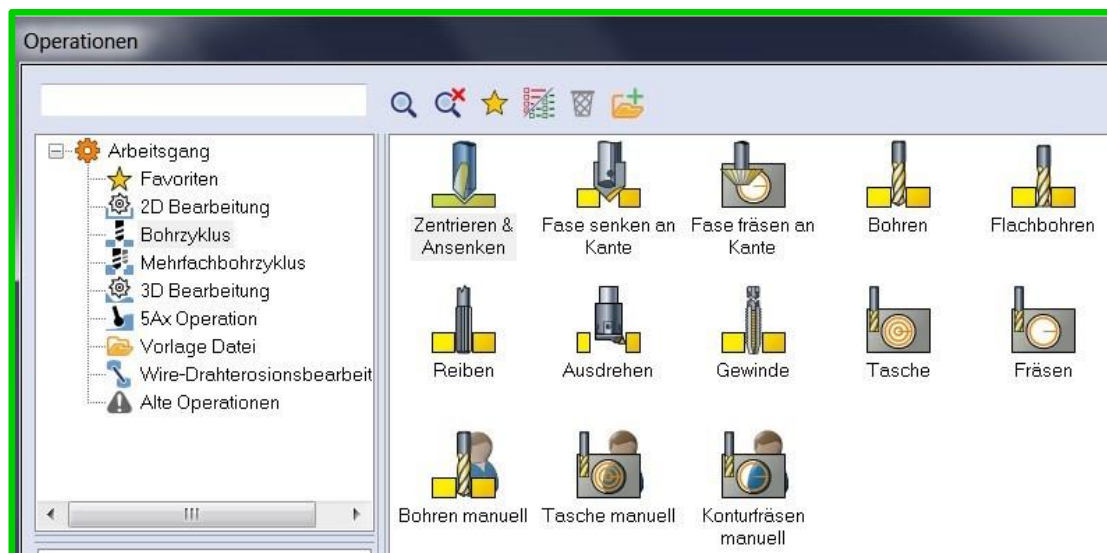 Operationen
Arbeitsgang
Favoriten
2D Bearbeitung
Bohrzyklus
Mehrfachbohrzyklus
3D Bearbeitung
5Ax Operation
Vorlage Datei
Wire-Drahterosionsbearbeit
Alte Operationen
Zentrieren &
Ansenken
Fase senken an
Kante
Fase fräsen an
Kante
Bohren
Flachbohren
Reiben
Ausdrehen
Gewinde
Tasche
Fräsen
Bohren manuell
Tasche manuell
Konturfräsen
manuell